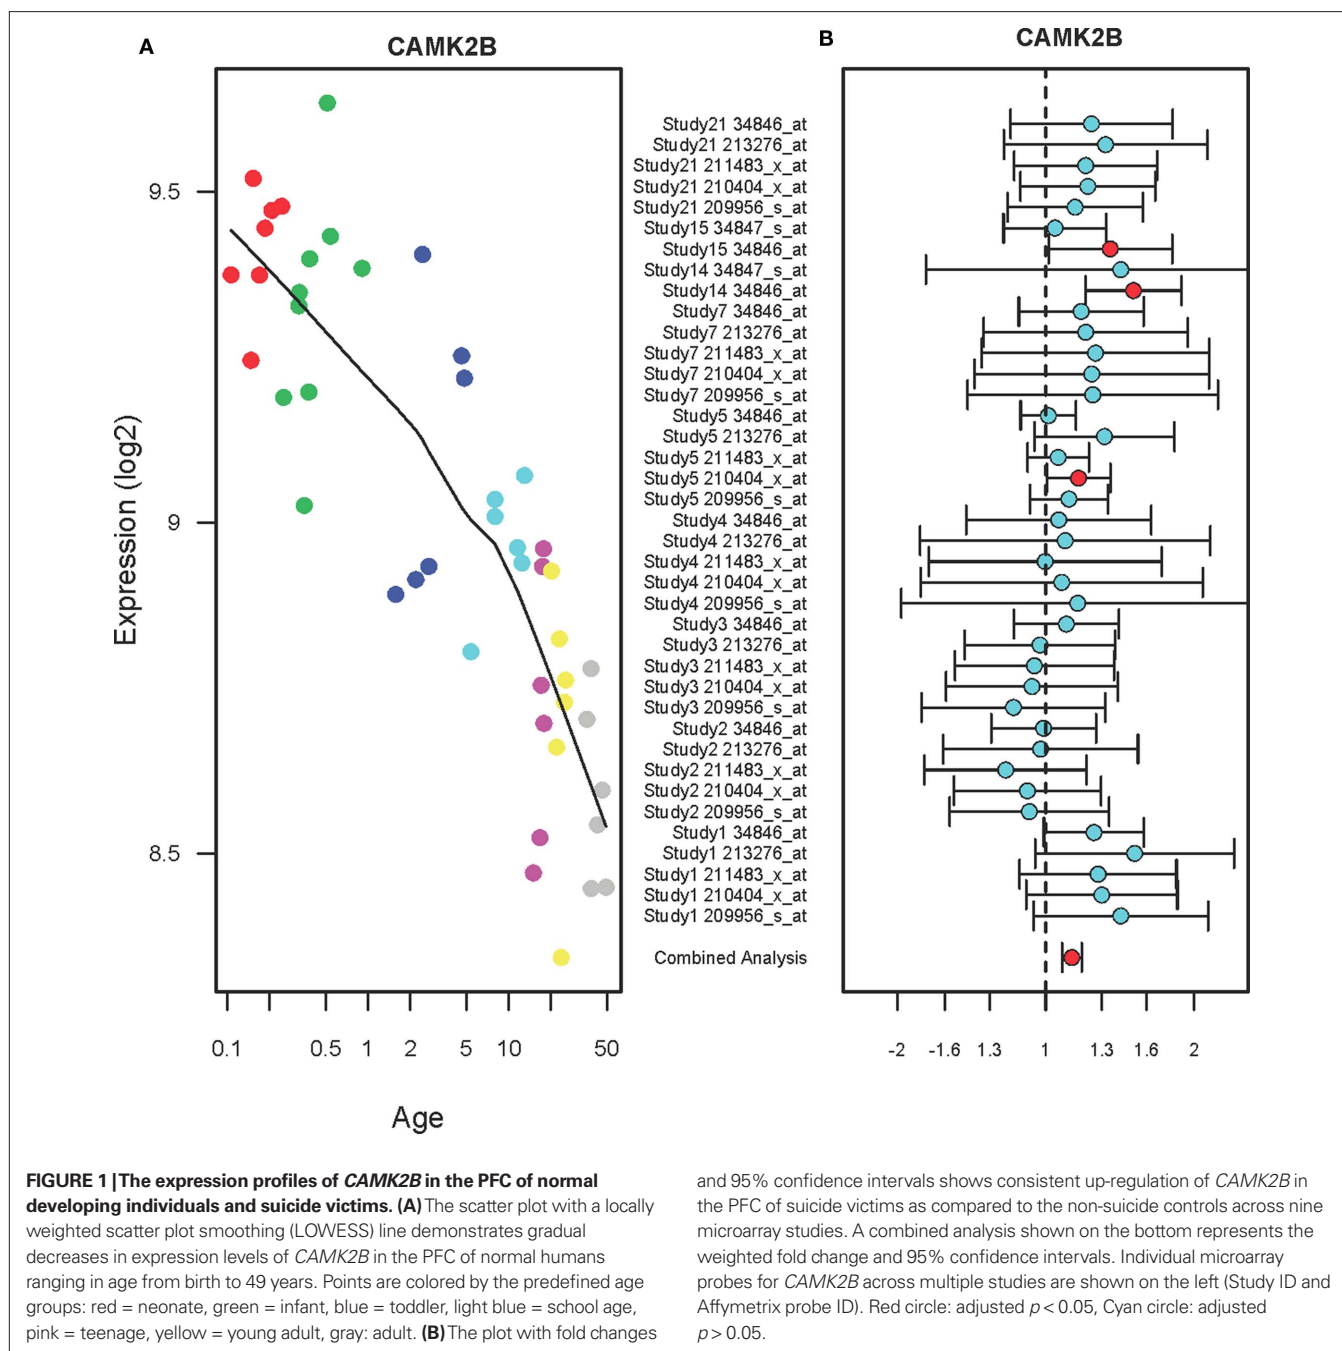 A
CAMK2B
9.5
9
8.5
Expression (log2)
0.1
0.5
1
2
5
10
50
Age
B
CAMK2B
Study21 34846_at
Study21 213276_at
Study21 211483_x_at
Study21 210404_x_at
Study21 209956_s_at
Study15 34847_s_at
Study15 34846_at
Study14 34847_s_at
Study14 34846_at
Study7 34846_at
Study7 213276_at
Study7 211483_x_at
Study7 210404_x_at
Study7 209956_s_at
Study5 34846_at
Study5 213276_at
Study5 211483_x_at
Study5 210404_x_at
Study5 209956_s_at
Study4 34846_at
Study4 213276_at
Study4 211483_x_at
Study4 210404_x_at
Study4 209956_s_at
Study3 34846_at
Study3 213276_at
Study3 211483_x_at
Study3 210404_x_at
Study3 209956_s_at
Study2 34846_at
Study2 213276_at
Study2 211483_x_at
Study2 210404_x_at
Study2 209956_s_at
Study1 34846_at
Study1 213276_at
Study1 211483_x_at
Study1 210404_x_at
Study1 209956_s_at
Combined Analysis
-2
-1.6
1.3
1
1.3
1.6
2
FIGURE 1 | The expression profiles of CAMK2B in the PFC of normal
developing individuals and suicide victims. (A) The scatter plot with a locally
weighted scatter plot smoothing (LOWESS) line demonstrates gradual
decreases in expression levels of CAMK2B in the PFC of normal humans
ranging in age from birth to 49 years. Points are colored by the predefined age
groups: red = neonate, green = infant, blue = toddler, light blue = school age,
pink = teenage, yellow = young adult, gray: adult. (B) The plot with fold changes
and 95% confidence intervals shows consistent up-regulation of CAMK2B in
the PFC of suicide victims as compared to the non-suicide controls across nine
microarray studies. A combined analysis shown on the bottom represents the
weighted fold change and 95% confidence intervals. Individual microarray
probes for CAMK2B across multiple studies are shown on the left (Study ID and
Affymetrix probe ID). Red circle: adjusted p < 0.05, Cyan circle: adjusted
p > 0.05.